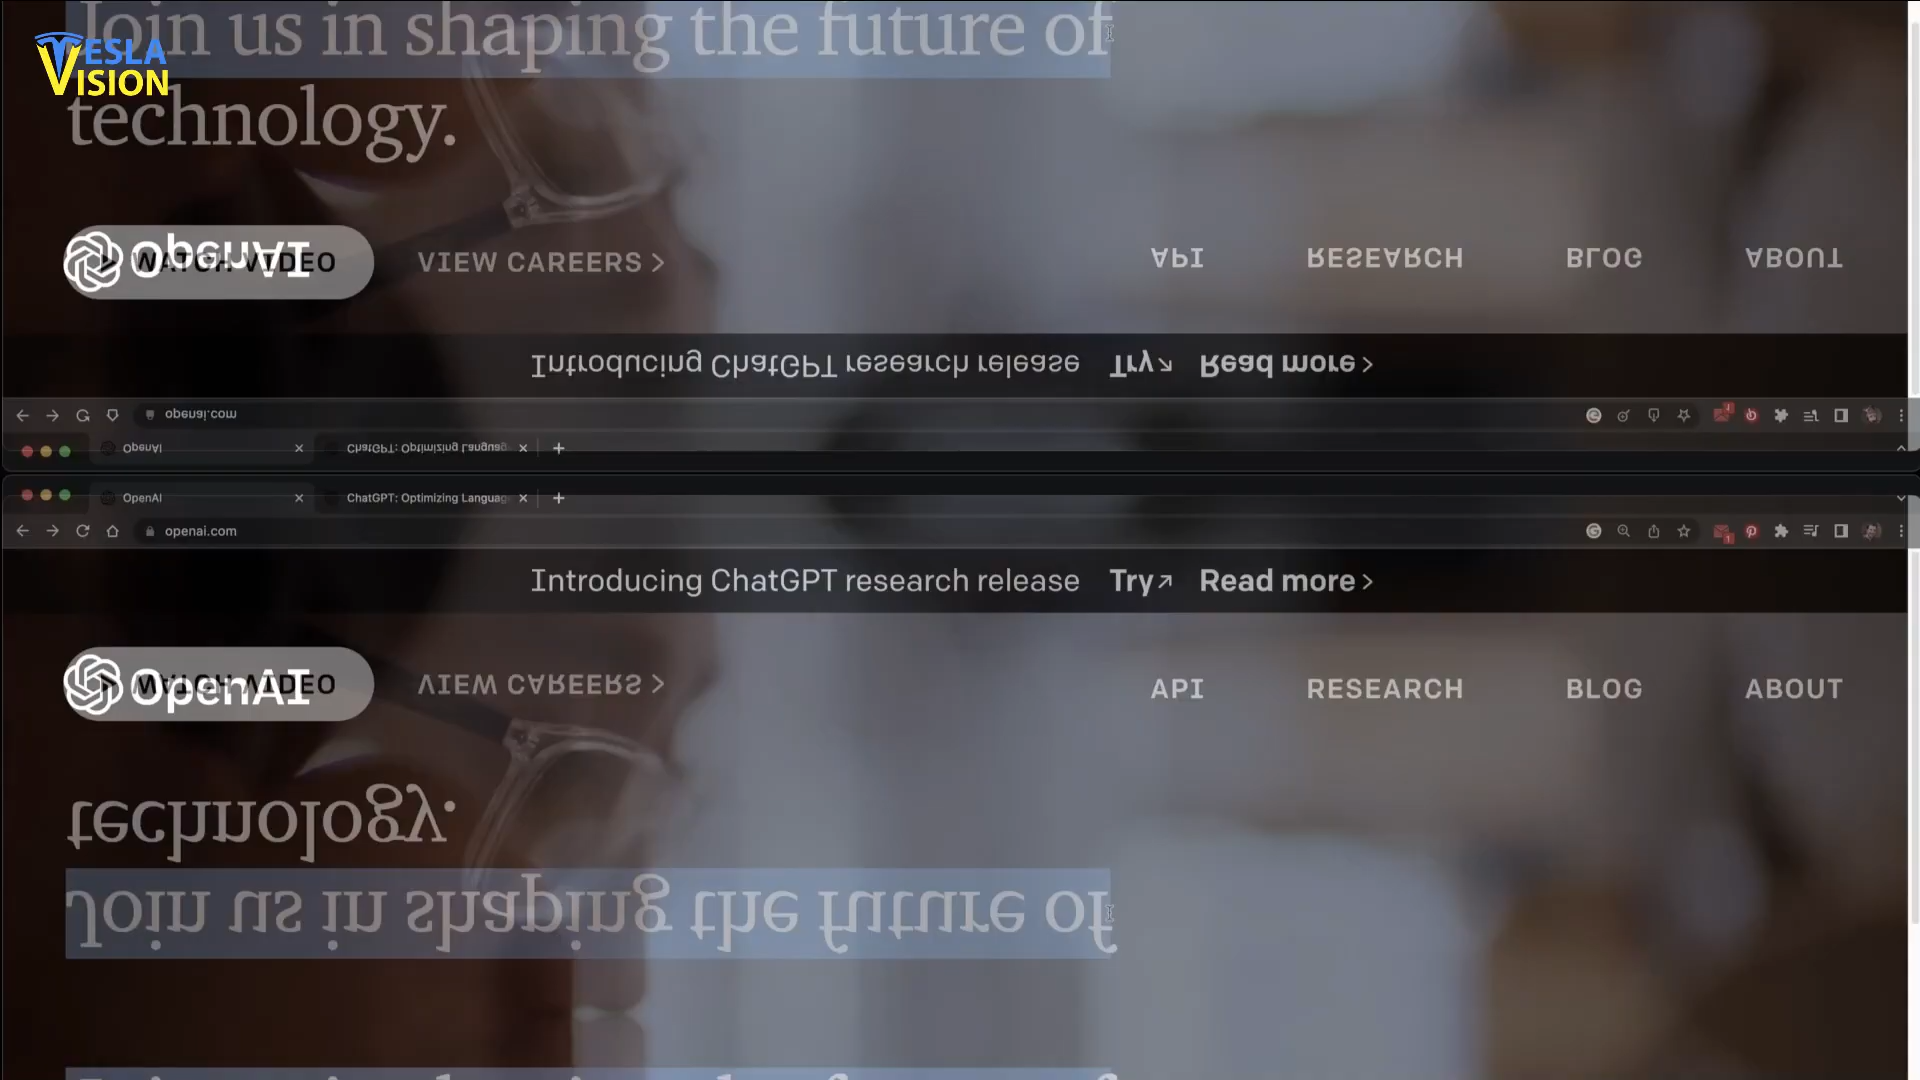 Join us in shaping the future of
TESLA
VISION
technology.
OpenAI
WATCH VIDEO
VIEW CAREERS >
API
RESEARCH
BLOG
ABOUT
Introducing ChatGPT research release Try↗ Read more >
openai.com
OpenAI
ChatGPT: Optimizing Languag
OpenAI
ChatGPT: Optimizing Languag
openai.com
Introducing ChatGPT research release Try↗ Read more >
OpenAI
WATCH VIDEO
VIEW CAREERS >
API
RESEARCH
BLOG
ABOUT
technology.
Join us in shaping the future of